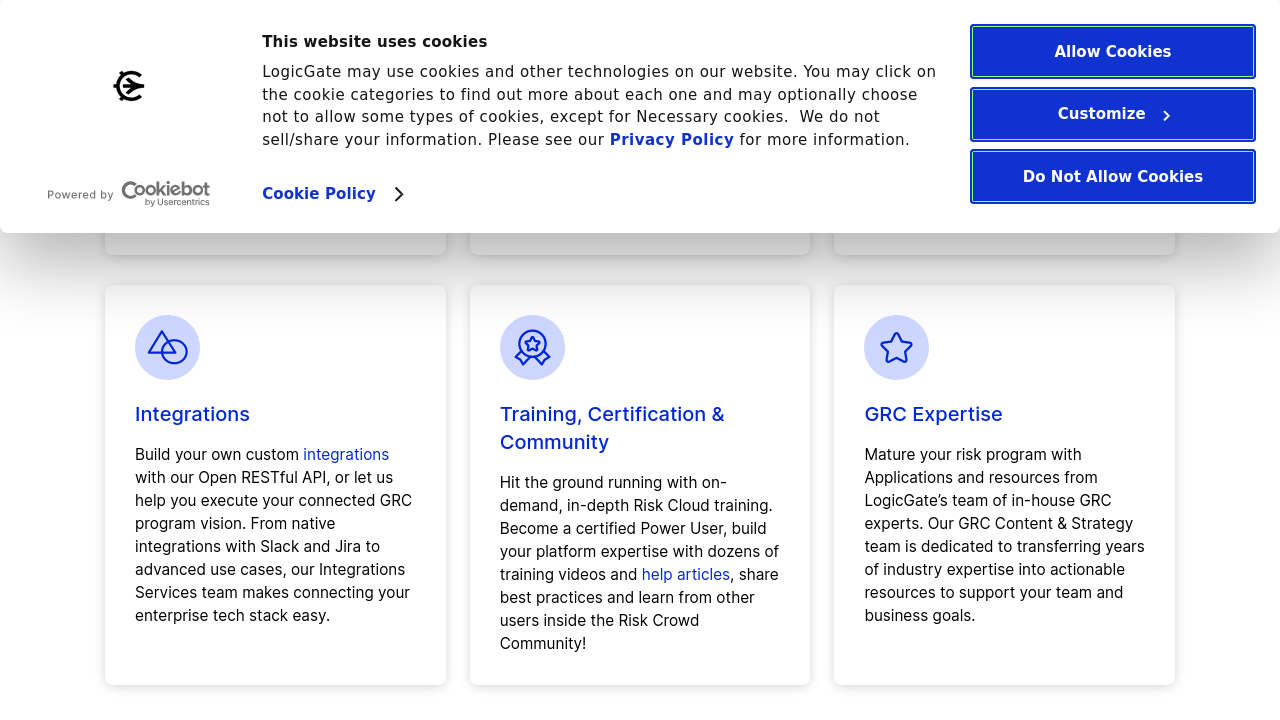 This website uses cookies
LogicGate may use cookies and other technologies on our website. You may click on
the cookie categories to find out more about each one and may optionally choose
not to allow some types of cookies, except for Necessary cookies.  We do not
sell/share your information. Please see our Privacy Policy for more information.
Cookie Policy
Powered by Cookiebot
by Usercentrics
Allow Cookies
Customize
Do Not Allow Cookies
Integrations
Build your own custom integrations
with our Open RESTful API, or let us
help you execute your connected GRC
program vision. From native
integrations with Slack and Jira to
advanced use cases, our Integrations
Services team makes connecting your
enterprise tech stack easy.
Training, Certification &
Community
Hit the ground running with on-
demand, in-depth Risk Cloud training.
Become a certified Power User, build
your platform expertise with dozens of
training videos and help articles, share
best practices and learn from other
users inside the Risk Crowd
Community!
GRC Expertise
Mature your risk program with
Applications and resources from
LogicGate’s team of in-house GRC
experts. Our GRC Content & Strategy
team is dedicated to transferring years
of industry expertise into actionable
resources to support your team and
business goals.